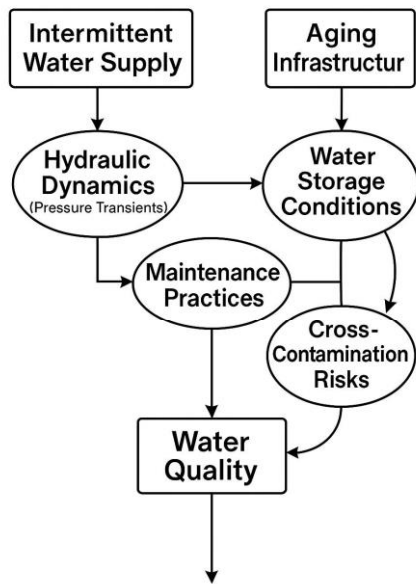 Intermittent
Water Supply
Aging
Infrastructur
Hydraulic
Dynamics
(Pressure Transients)
Water
Storage
Conditions
Maintenance
Practices
Cross-
Contamination
Risks
Water
Quality